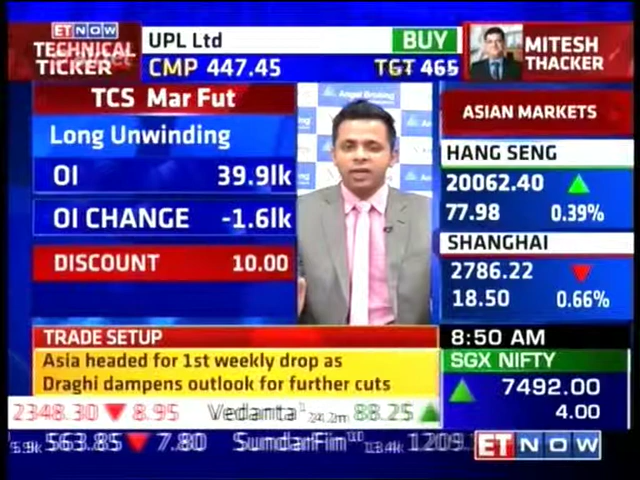 ET NOW
TECHNICAL
TICKER
UPL Ltd
BUY
CMP 447.45
TGT 465
MITESH
THACKER
TCS Mar Fut
Long Unwinding
OI 39.9lk
OI CHANGE -1.6lk
DISCOUNT 10.00
Angel Broking
ASIAN MARKETS
HANG SENG
20062.40
77.98 0.39%
SHANGHAI
2786.22
18.50 0.66%
TRADE SETUP
Asia headed for 1st weekly drop as
Draghi dampens outlook for further cuts
8:50 AM
SGX NIFTY
7492.00
4.00
2348.30 8.95 Vedanta 88.25
563.85 7.80 SundarFin 1209
ET NOW